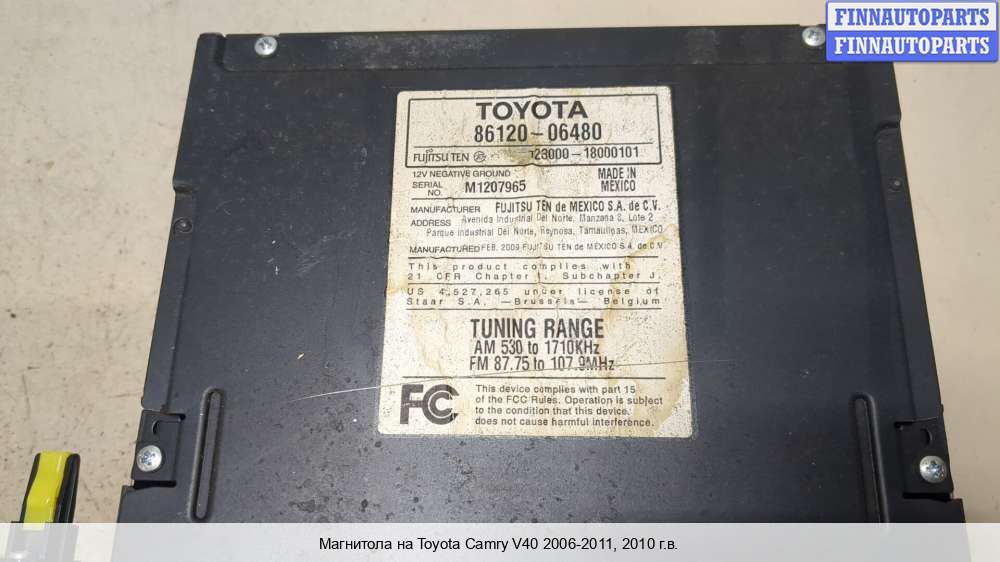 FINNAUTOPARTS
FINNAUTOPARTS
TOYOTA
86120-06480
FUJITSU TEN 23000-18000101
12V NEGATIVE GROUND
MADE IN
MEXICO
SERIAL
NO. M1207965
MANUFACTURER FUJITSU TEN de MEXICO S.A. de C.V.
ADDRESS Avenida Industrial Del Norte, Manzana 8, Lote 2
Parque Industrial Del Norte, Reynosa, Tamaulipas, MEXICO
MANUFACTURED FEB, 2009 FUJITSU TEN de MEXICO S.A. de C.V.
This product complies with
21 CFR Chapter 1, Subchapter J.
US 4,527,265 under license of
Staar S.A. —Brussels— Belgium
TUNING RANGE
AM 530 to 1710KHz
FM 87.75 to 107.9MHz
FC
This device complies with part 15
of the FCC Rules. Operation is subject
to the condition that this device
does not cause harmful interference.
Магнитола на Toyota Camry V40 2006-2011, 2010 г.в.